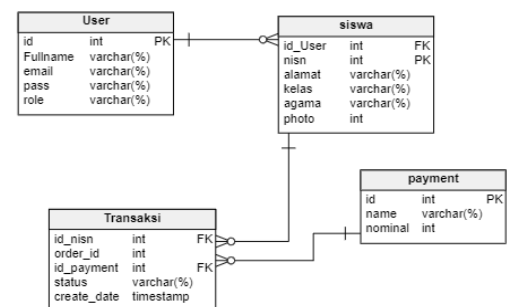 User
id int PK
Fullname varchar(%)
email varchar(%)
pass varchar(%)
role varchar(%)
siswa
id_User int FK
nisn int PK
alamat varchar(%)
kelas varchar(%)
agama varchar(%)
photo int
payment
id int PK
name varchar(%)
nominal int
Transaksi
id_nisn int FK
order_id int
id_payment int FK
status varchar(%)
create_date timestamp